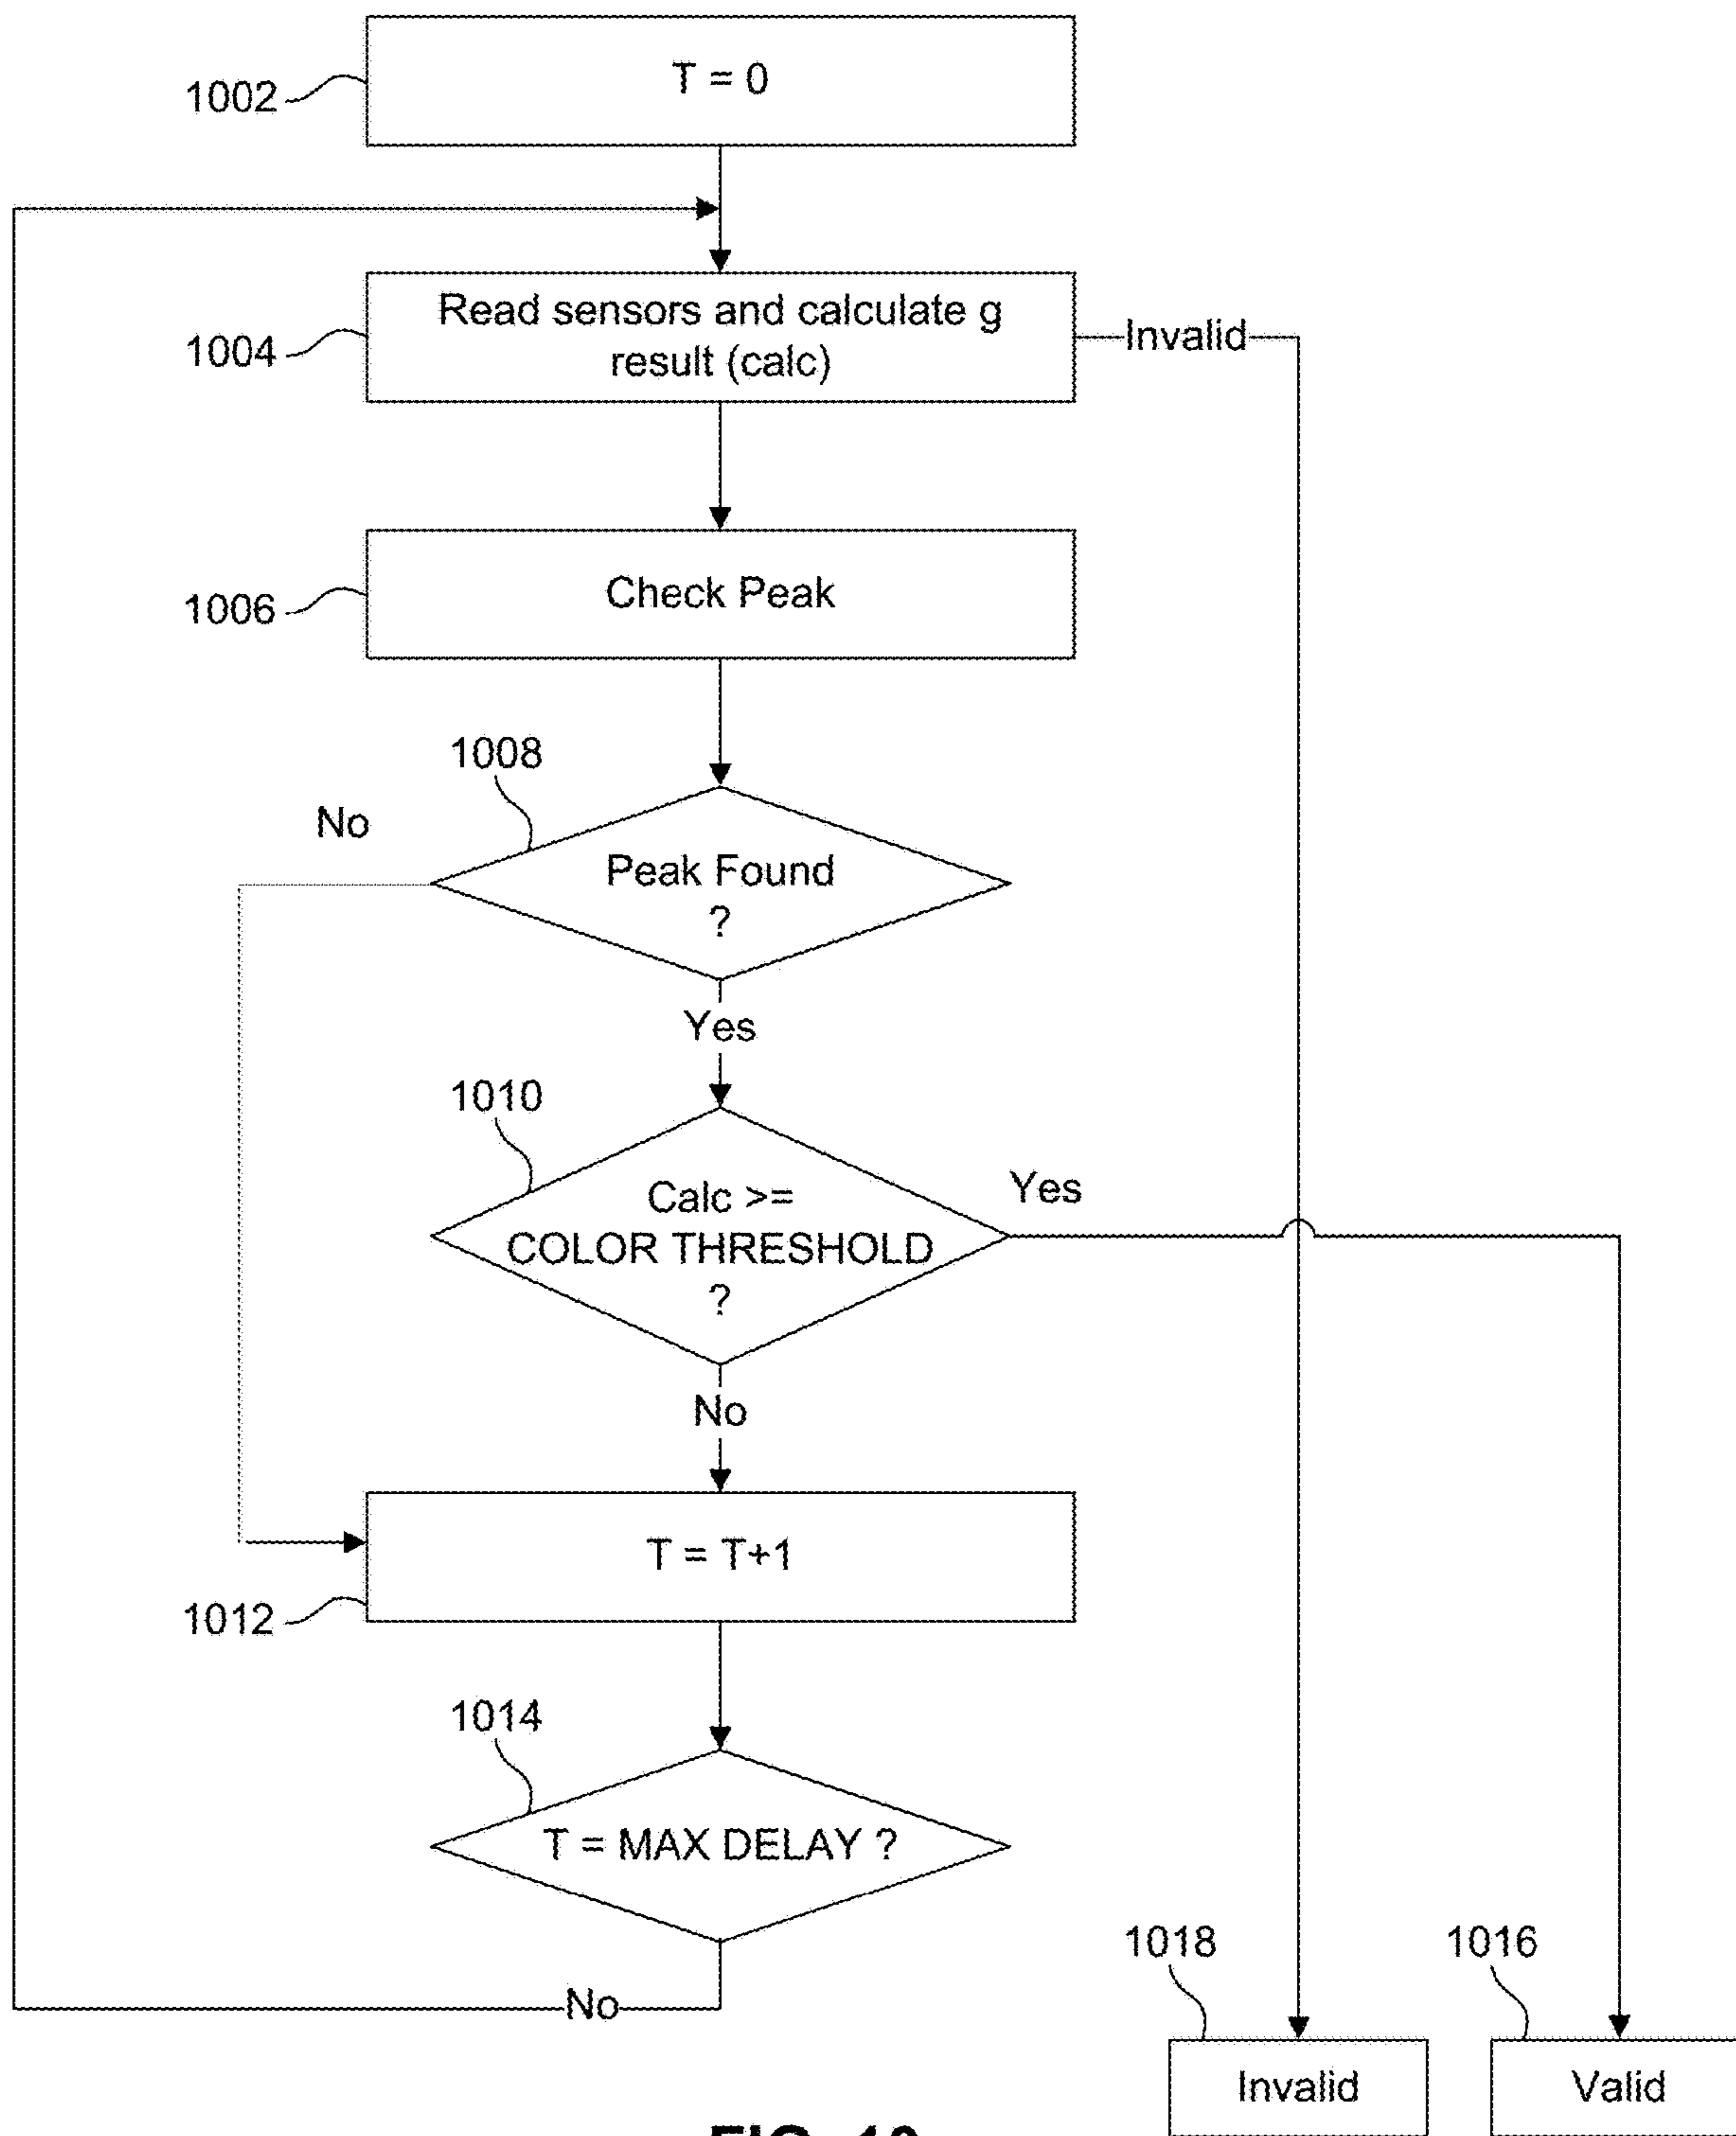 T = 0
1002
Read sensors and calculate g
result (calc)
1004
Invalid
Check Peak
1006
1008
No
Peak Found
?
Yes
1010
Calc >=
COLOR THRESHOLD
?
Yes
No
T = T+1
1012
1014
T = MAX DELAY ?
No
1018
1016
Invalid
Valid